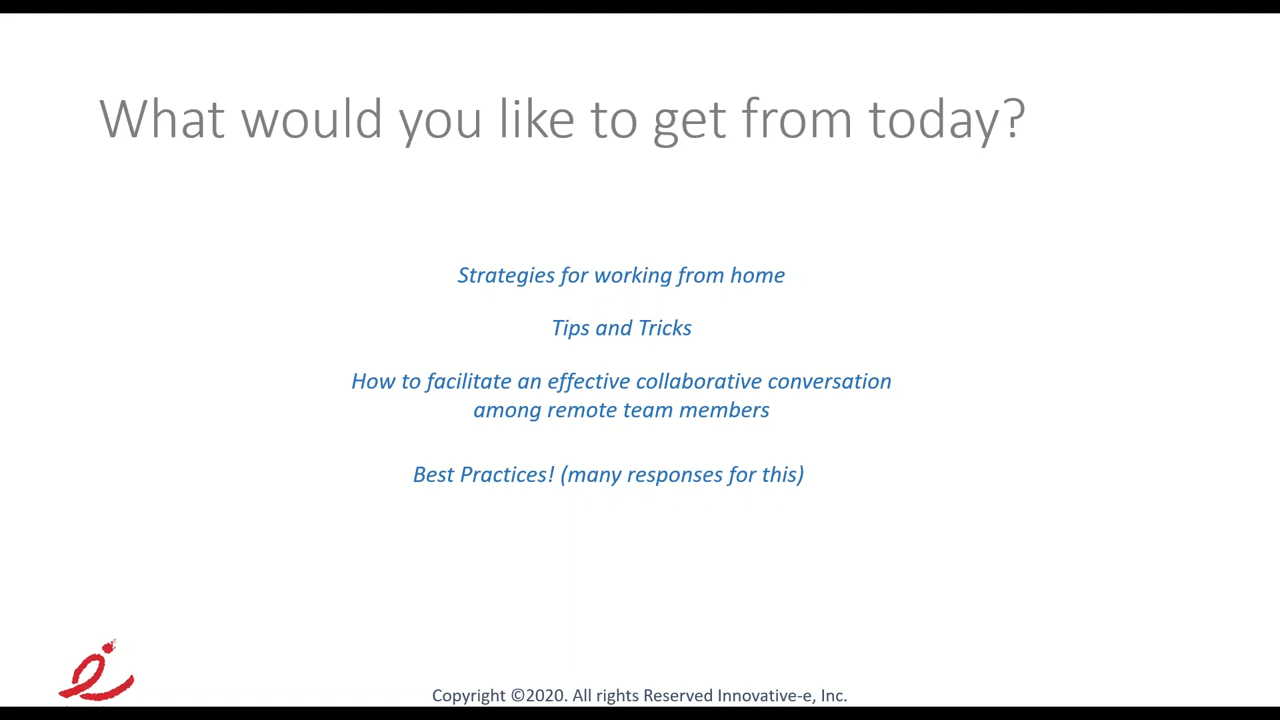 What would you like to get from today?
Strategies for working from home
Tips and Tricks
How to facilitate an effective collaborative conversation
among remote team members
Best Practices! (many responses for this)
Copyright ©2020. All rights Reserved Innovative-e, Inc.